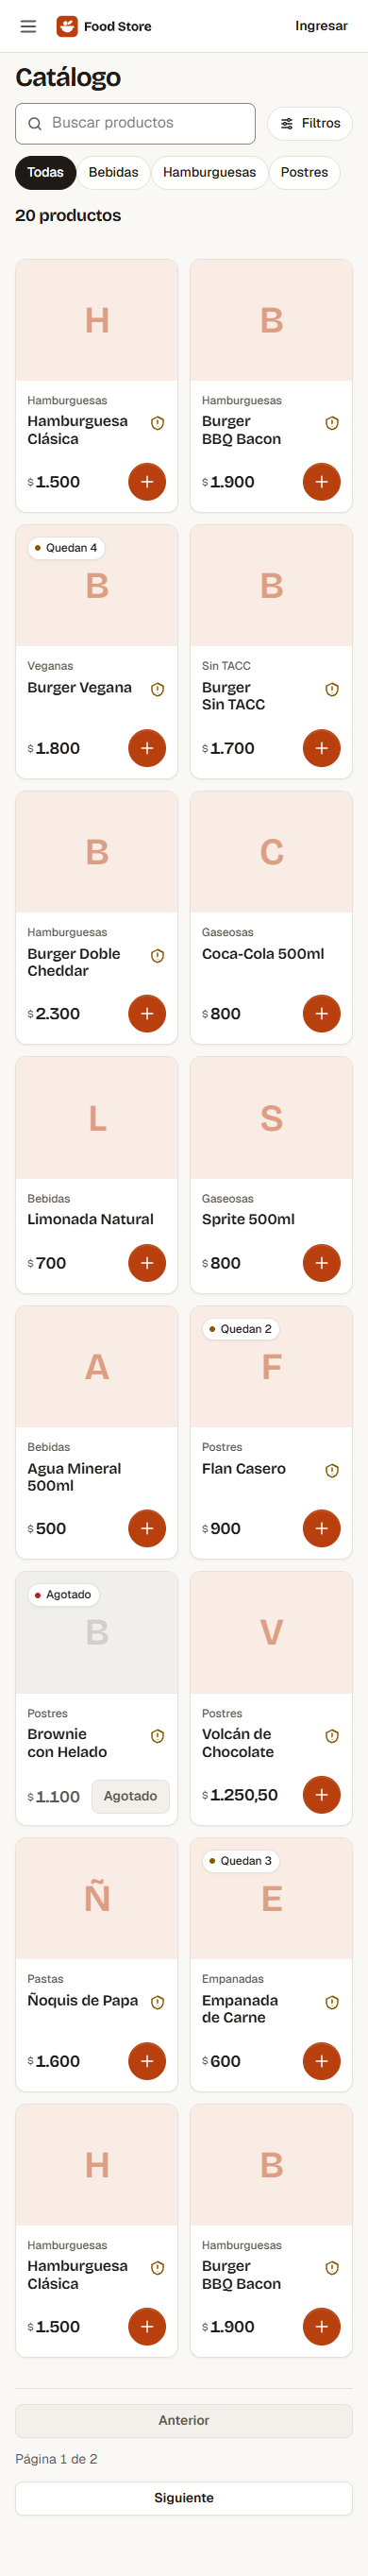 Food Store
Ingresar
Catálogo
Buscar productos
Filtros
Todas
Bebidas
Hamburguesas
Postres
20 productos
H
Hamburguesas
Hamburguesa
Clásica
$ 1.500
B
Hamburguesas
Burger
BBQ Bacon
$ 1.900
Quedan 4
B
Veganas
Burger Vegana
$ 1.800
B
Sin TACC
Burger
Sin TACC
$ 1.700
B
Hamburguesas
Burger Doble
Cheddar
$ 2.300
C
Gaseosas
Coca-Cola 500ml
$ 800
L
Bebidas
Limonada Natural
$ 700
S
Gaseosas
Sprite 500ml
$ 800
A
Bebidas
Agua Mineral
500ml
$ 500
Quedan 2
F
Postres
Flan Casero
$ 900
Agotado
B
Postres
Brownie
con Helado
$ 1.100
Agotado
V
Postres
Volcán de
Chocolate
$ 1.250,50
Ñ
Pastas
Ñoquis de Papa
$ 1.600
Quedan 3
E
Empanadas
Empanada
de Carne
$ 600
H
Hamburguesas
Hamburguesa
Clásica
$ 1.500
B
Hamburguesas
Burger
BBQ Bacon
$ 1.900
Anterior
Página 1 de 2
Siguiente